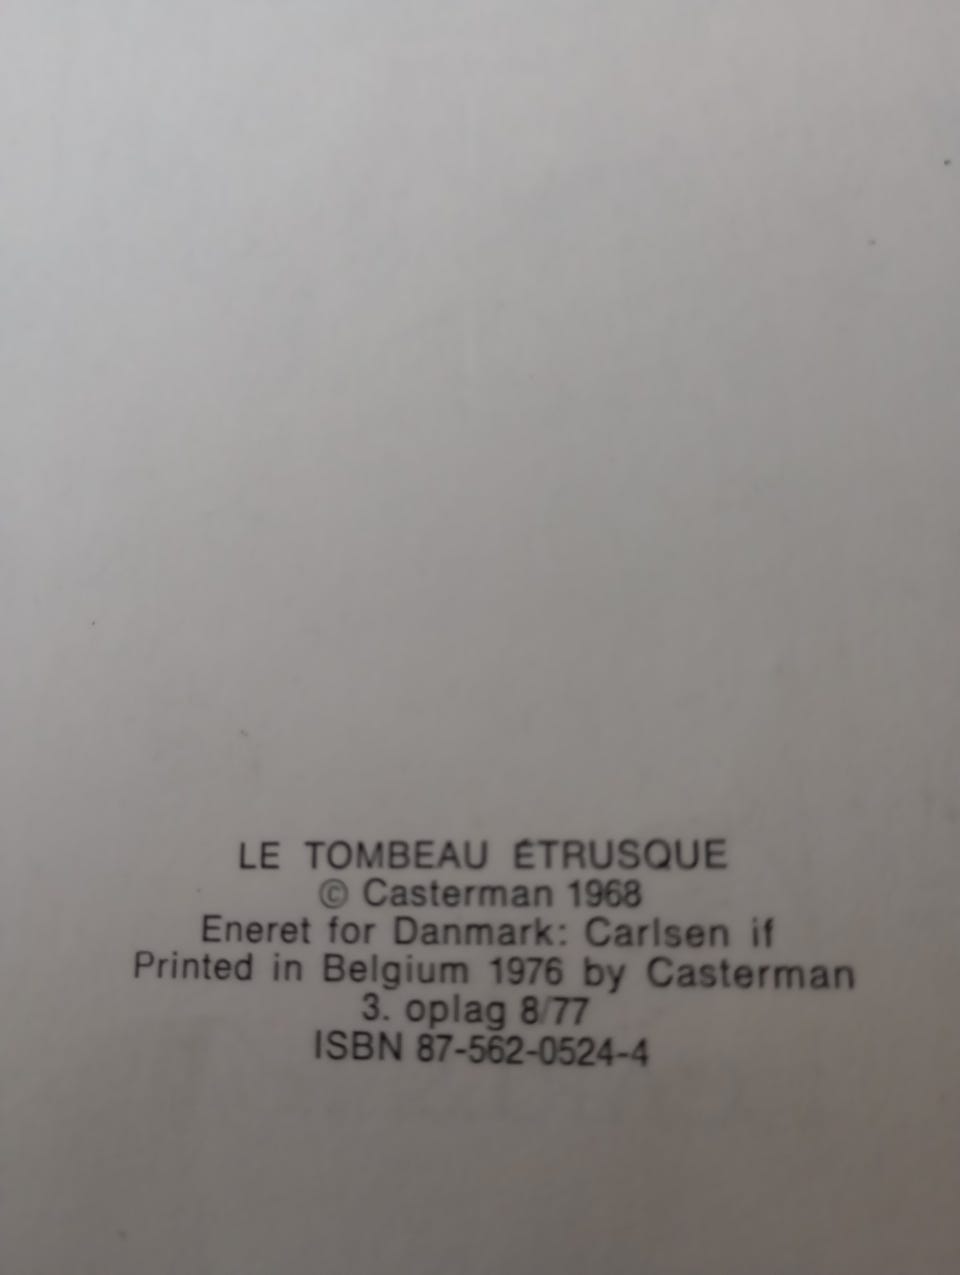 LE TOMBEAU ÉTRUSQUE
© Casterman 1968
Eneret for Danmark: Carlsen if
Printed in Belgium 1976 by Casterman
3. oplag 8/77
ISBN 87-562-0524-4